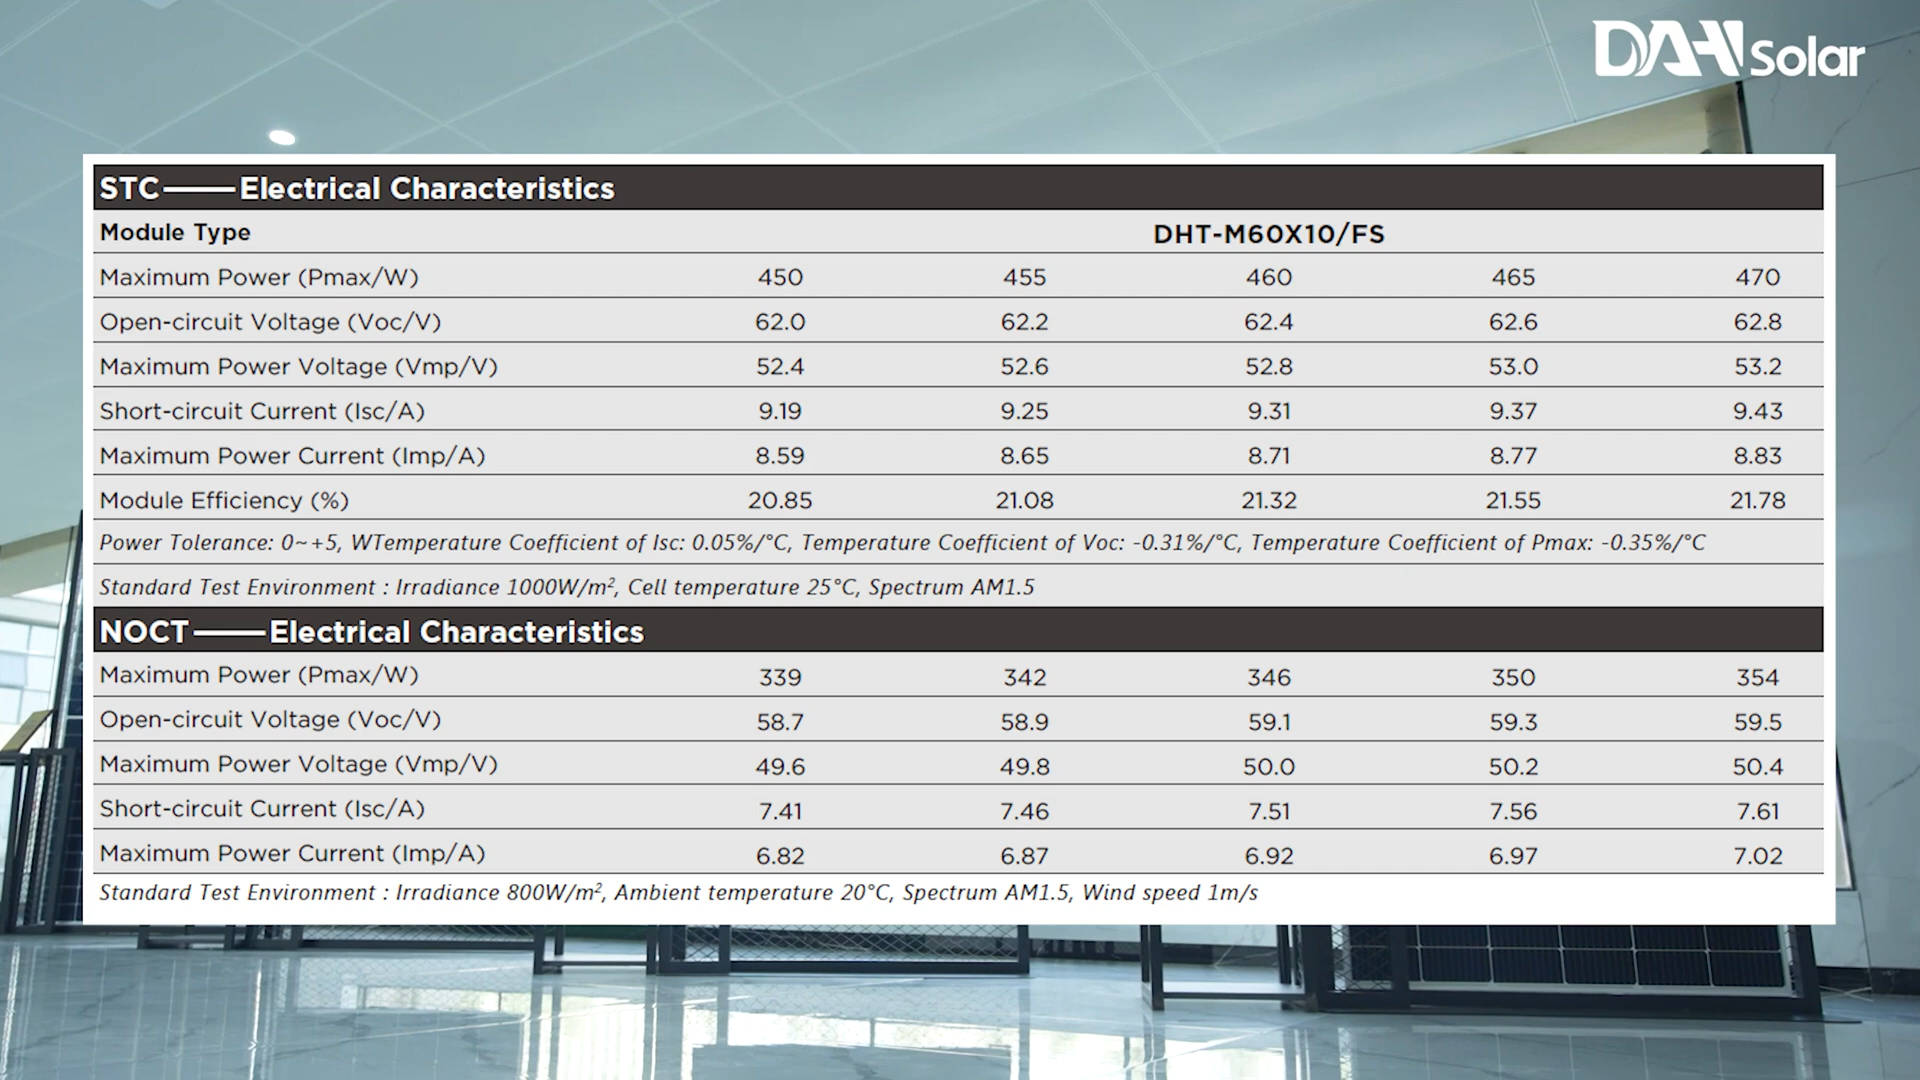 DAH Solar
STC——Electrical Characteristics
Module Type DHT-M60X10/FS
Maximum Power (Pmax/W) 450 455 460 465 470
Open-circuit Voltage (Voc/V) 62.0 62.2 62.4 62.6 62.8
Maximum Power Voltage (Vmp/V) 52.4 52.6 52.8 53.0 53.2
Short-circuit Current (Isc/A) 9.19 9.25 9.31 9.37 9.43
Maximum Power Current (Imp/A) 8.59 8.65 8.71 8.77 8.83
Module Efficiency (%) 20.85 21.08 21.32 21.55 21.78
Power Tolerance: 0~+5, WTemperature Coefficient of Isc: 0.05%/°C, Temperature Coefficient of Voc: -0.31%/°C, Temperature Coefficient of Pmax: -0.35%/°C
Standard Test Environment : Irradiance 1000W/m², Cell temperature 25°C, Spectrum AM1.5
NOCT——Electrical Characteristics
Maximum Power (Pmax/W) 339 342 346 350 354
Open-circuit Voltage (Voc/V) 58.7 58.9 59.1 59.3 59.5
Maximum Power Voltage (Vmp/V) 49.6 49.8 50.0 50.2 50.4
Short-circuit Current (Isc/A) 7.41 7.46 7.51 7.56 7.61
Maximum Power Current (Imp/A) 6.82 6.87 6.92 6.97 7.02
Standard Test Environment : Irradiance 800W/m², Ambient temperature 20°C, Spectrum AM1.5, Wind speed 1m/s